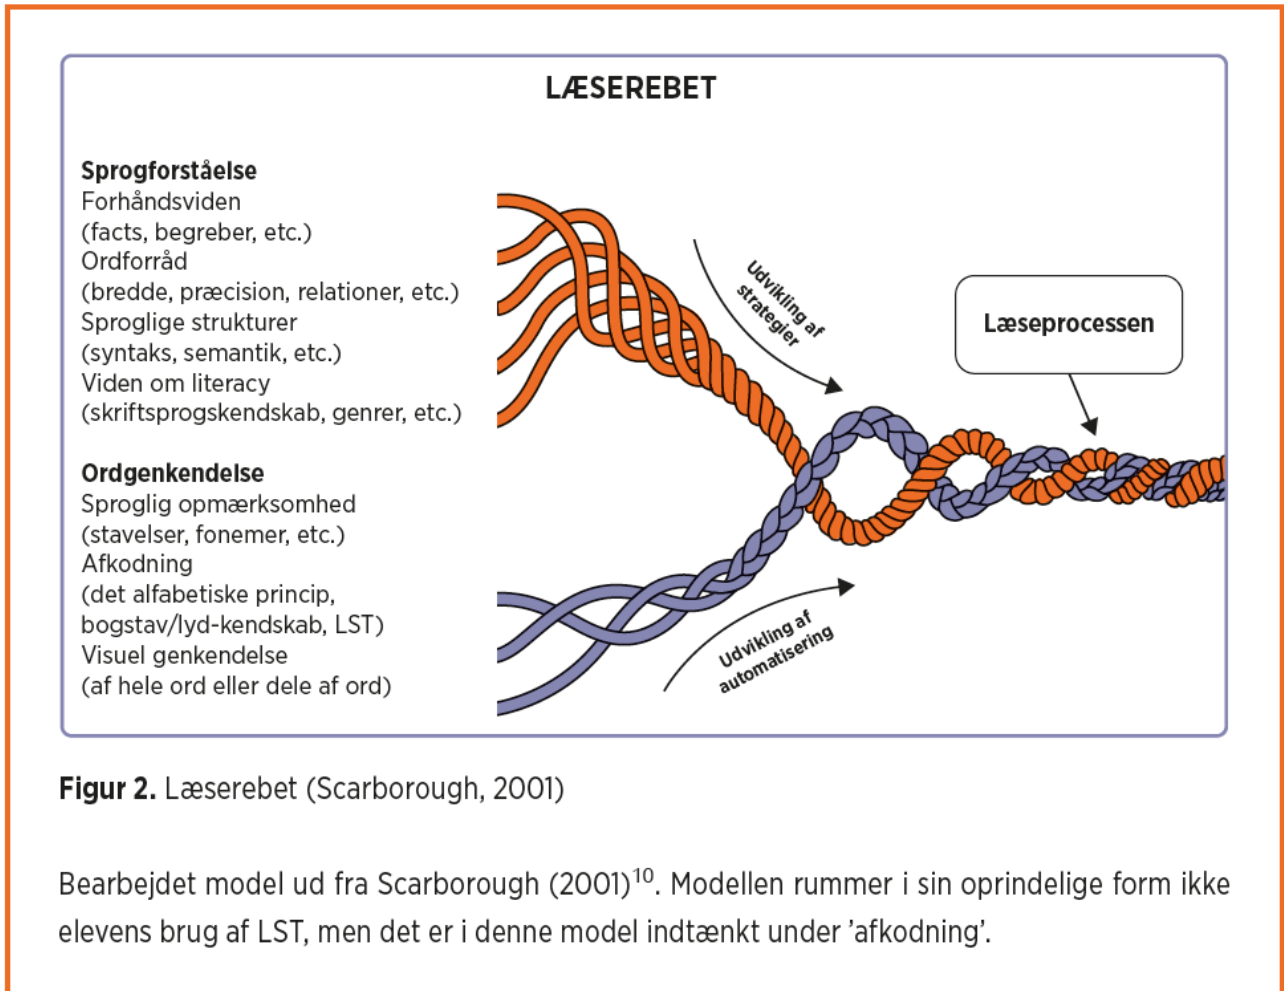 LÆSEREBET
Sprogforståelse
Forhåndsviden
(facts, begreber, etc.)
Ordforråd
(bredde, præcision, relationer, etc.)
Sproglige strukturer
(syntaks, semantik, etc.)
Viden om literacy
(skriftsprogskendskab, genrer, etc.)
Ordgenkendelse
Sproglig opmærksomhed
(stavelser, fonemer, etc.)
Afkodning
(det alfabetiske princip,
bogstav/lyd-kendskab, LST)
Visuel genkendelse
(af hele ord eller dele af ord)
Udvikling af
strategier
Læseprocessen
Udvikling af
automatisering
Figur 2. Læserebet (Scarborough, 2001)
Bearbejdet model ud fra Scarborough (2001)¹⁰. Modellen rummer i sin oprindelige form ikke
elevens brug af LST, men det er i denne model indtænkt under ’afkodning’.